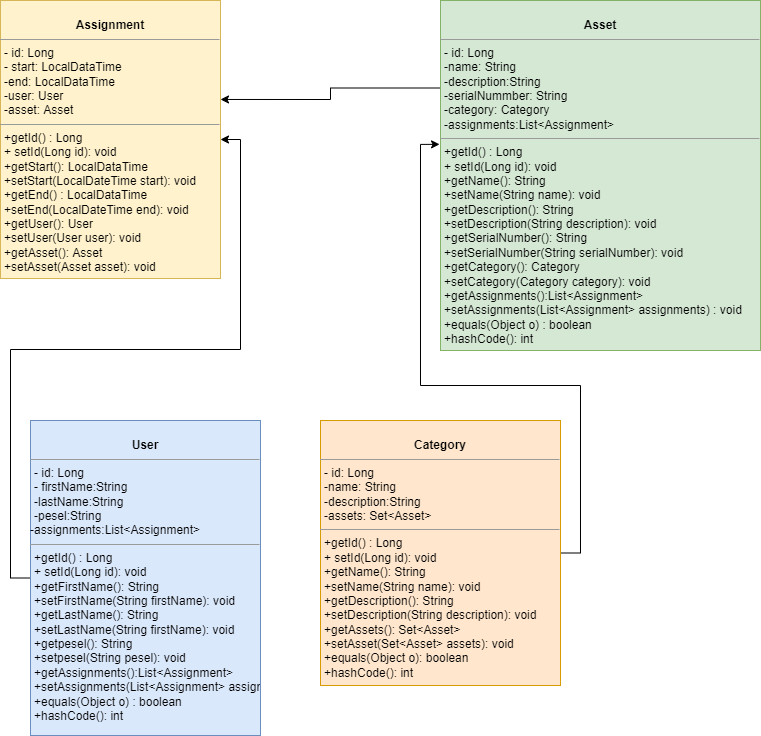 Assignment
- id: Long
- start: LocalDataTime
-end: LocalDataTime
-user: User
-asset: Asset
+getId() : Long
+ setId(Long id): void
+getStart(): LocalDataTime
+setStart(LocalDateTime start): void
+getEnd() : LocalDataTime
+setEnd(LocalDateTime end): void
+getUser(): User
+setUser(User user): void
+getAsset(): Asset
+setAsset(Asset asset): void
Asset
- id: Long
-name: String
-description:String
-serialNummber: String
-category: Category
-assignments:List<Assignment>
+getId() : Long
+ setId(Long id): void
+getName(): String
+setName(String name): void
+getDescription(): String
+setDescription(String description): void
+getSerialNumber(): String
+setSerialNumber(String serialNumber): void
+getCategory(): Category
+setCategory(Category category): void
+getAssignments():List<Assignment>
+setAssignments(List<Assignment> assignments) : void
+equals(Object o) : boolean
+hashCode(): int
User
- id: Long
- firstName:String
-lastName:String
-pesel:String
-assignments:List<Assignment>
+getId() : Long
+ setId(Long id): void
+getFirstName(): String
+setFirstName(String firstName): void
+getLastName(): String
+setLastName(String firstName): void
+getpesel(): String
+setpesel(String pesel): void
+getAssignments():List<Assignment>
+setAssignments(List<Assignment> assign
+equals(Object o) : boolean
+hashCode(): int
Category
- id: Long
-name: String
-description:String
-assets: Set<Asset>
+getId() : Long
+ setId(Long id): void
+getName(): String
+setName(String name): void
+getDescription(): String
+setDescription(String description): void
+getAssets(): Set<Asset>
+setAsset(Set<Asset> assets): void
+equals(Object o): boolean
+hashCode(): int